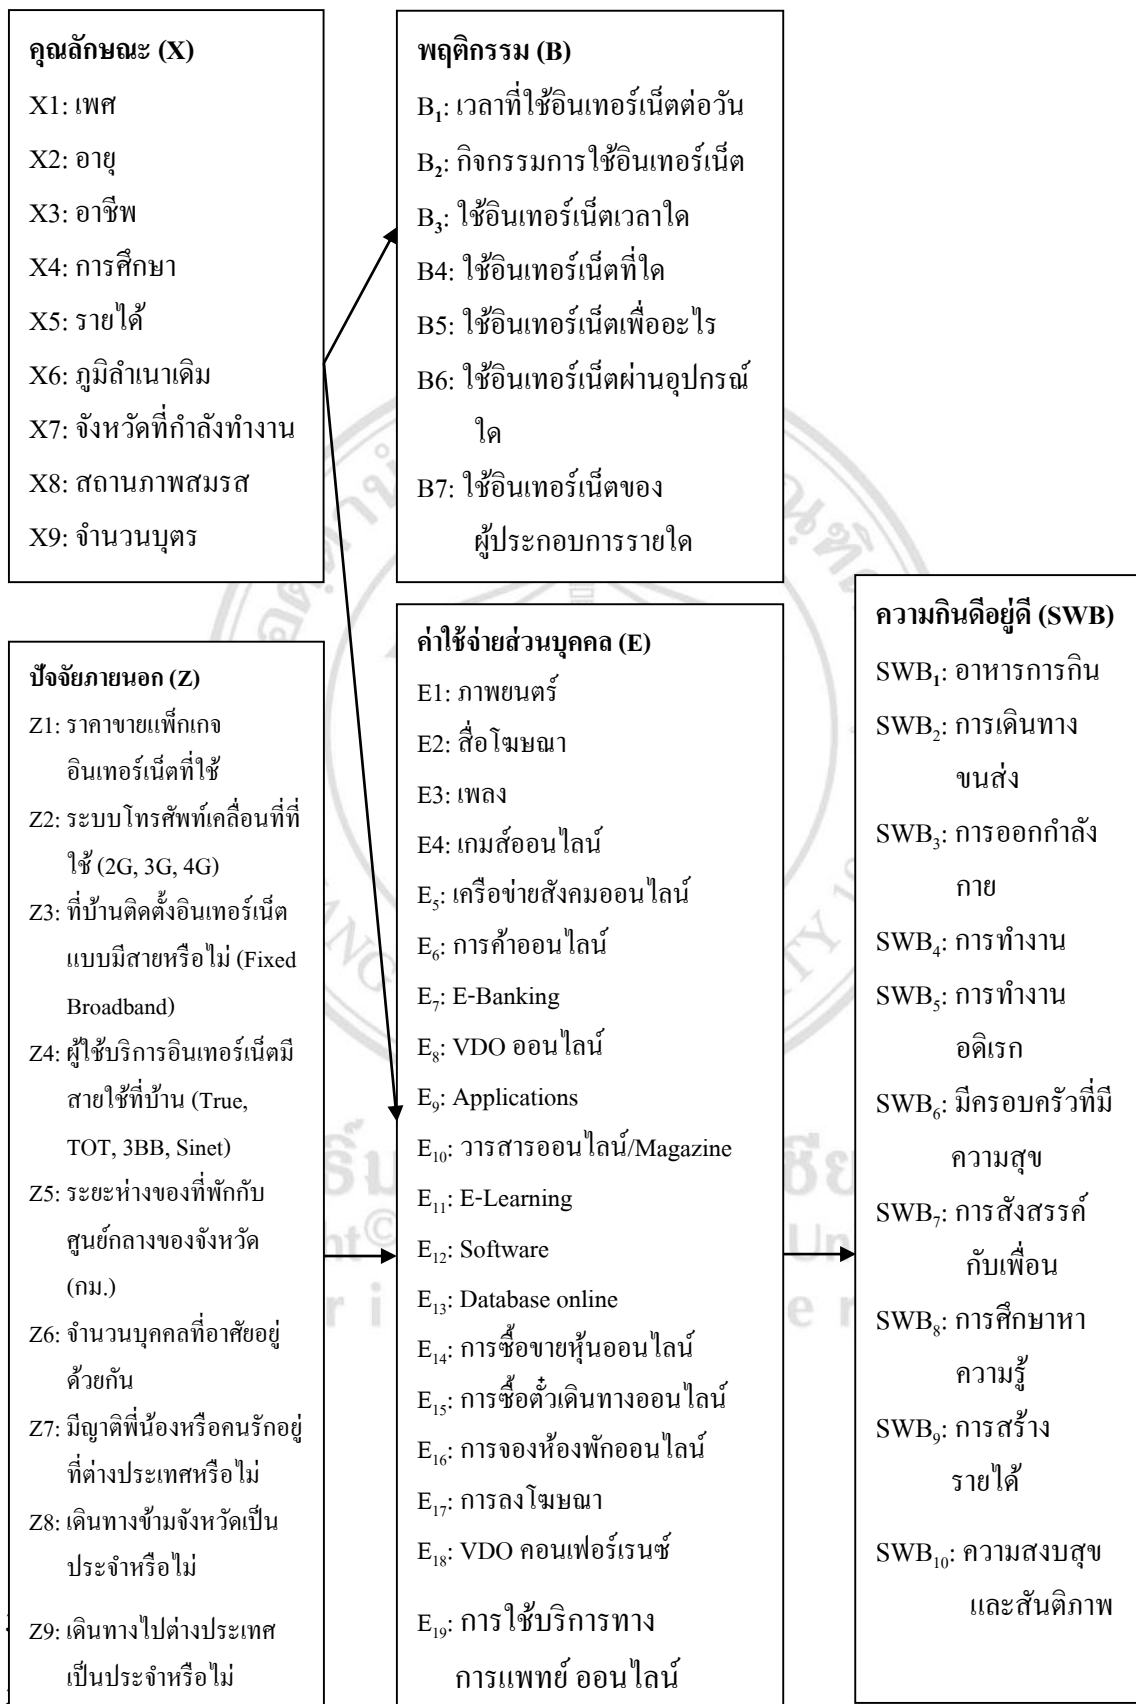 คุณลักษณะ (X)
X1: เพศ
X2: อายุ
X3: อาชีพ
X4: การศึกษา
X5: รายได้
X6: ภูมิลำเนาเดิม
X7: จังหวัดที่กำลังทำงาน
X8: สถานภาพสมรส
X9: จำนวนบุตร
พฤติกรรม (B)
B₁: เวลาที่ใช้อินเทอร์เน็ตต่อวัน
B₂: กิจกรรมการใช้อินเทอร์เน็ต
B₃: ใช้อินเทอร์เน็ตเวลาใด
B4: ใช้อินเทอร์เน็ตที่ใด
B5: ใช้อินเทอร์เน็ตเพื่ออะไร
B6: ใช้อินเทอร์เน็ตผ่านอุปกรณ์
ใด
B7: ใช้อินเทอร์เน็ตของ
ผู้ประกอบการรายใด
ปัจจัยภายนอก (Z)
Z1: ราคาขายแพ็กเกจ
อินเทอร์เน็ตที่ใช้
Z2: ระบบโทรศัพท์เคลื่อนที่ที่
ใช้ (2G, 3G, 4G)
Z3: ที่บ้านติดตั้งอินเทอร์เน็ต
แบบมีสายหรือไม่ (Fixed
Broadband)
Z4: ผู้ใช้บริการอินเทอร์เน็ตมี
สายใช้ที่บ้าน (True,
TOT, 3BB, Sinet)
Z5: ระยะห่างของที่พักกับ
ศูนย์กลางของจังหวัด
(กม.)
Z6: จำนวนบุคคลที่อาศัยอยู่
ด้วยกัน
Z7: มีญาติพี่น้องหรือคนรักอยู่
ที่ต่างประเทศหรือไม่
Z8: เดินทางข้ามจังหวัดเป็น
ประจำหรือไม่
Z9: เดินทางไปต่างประเทศ
เป็นประจำหรือไม่
ค่าใช้จ่ายส่วนบุคคล (E)
E1: ภาพยนตร์
E2: สื่อโฆษณา
E3: เพลง
E4: เกมส์ออนไลน์
E₅: เครือข่ายสังคมออนไลน์
E₆: การค้าออนไลน์
E₇: E-Banking
E₈: VDO ออนไลน์
E₉: Applications
E₁₀: วารสารออนไลน์/Magazine
E₁₁: E-Learning
E₁₂: Software
E₁₃: Database online
E₁₄: การซื้อขายหุ้นออนไลน์
E₁₅: การซื้อตั๋วเดินทางออนไลน์
E₁₆: การจองห้องพักออนไลน์
E₁₇: การลงโฆษณา
E₁₈: VDO คอนเฟอร์เรนซ์
E₁₉: การใช้บริการทาง
การแพทย์ ออนไลน์
ความกินดีอยู่ดี (SWB)
SWB₁: อาหารการกิน
SWB₂: การเดินทาง
ขนส่ง
SWB₃: การออกกำลัง
กาย
SWB₄: การทำงาน
SWB₅: การทำงาน
อดิเรก
SWB₆: มีครอบครัวที่มี
ความสุข
SWB₇: การสังสรรค์
กับเพื่อน
SWB₈: การศึกษาหา
ความรู้
SWB₉: การสร้าง
รายได้
SWB₁₀: ความสงบสุข
และสันติภาพ